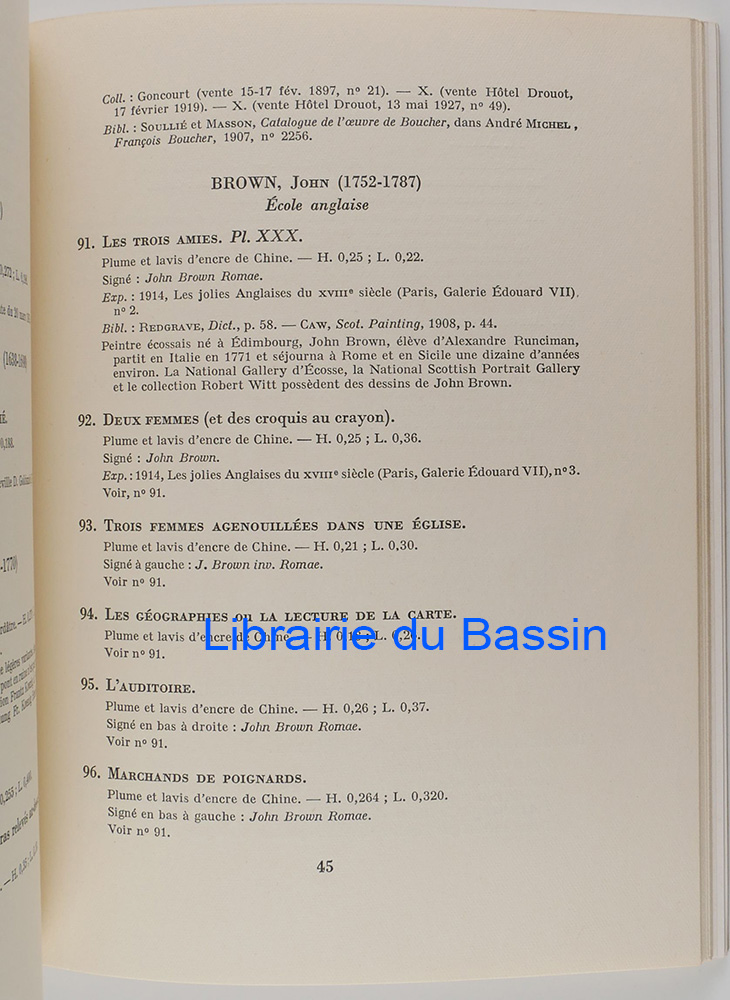 Coll. : Goncourt (vente 15-17 fév. 1897, nº 21). — X. (vente Hôtel Drouot,
17 février 1919). — X. (vente Hôtel Drouot, 13 mai 1927, nº 49).
Bibl. : SOULLIÉ et MASSON, Catalogue de l'œuvre de Boucher, dans André MICHEL,
François Boucher, 1907, nº 2256.
BROWN, JOHN (1752-1787)
École anglaise
91. LES TROIS AMIES. Pl. XXX.
Plume et lavis d'encre de Chine. — H. 0,25 ; L. 0,22.
Signé : John Brown Romae.
Exp. : 1914, Les jolies Anglaises du XVIIIe siècle (Paris, Galerie Édouard VII),
nº 2.
Bibl. : REDGRAVE, Dict., p. 58. — CAW, Scot. Painting, 1908, p. 44.
Peintre écossais né à Édimbourg, John Brown, élève d'Alexandre Runciman,
partit en Italie en 1771 et séjourna à Rome et en Sicile une dizaine d'années
environ. La National Gallery d'Écosse, la National Scottish Portrait Gallery
et le collection Robert Witt possèdent des dessins de John Brown.
92. DEUX FEMMES (et des croquis au crayon).
Plume et lavis d'encre de Chine. — H. 0,25 ; L. 0,36.
Signé : John Brown.
Exp. : 1914, Les jolies Anglaises du XVIIIe siècle (Paris, Galerie Édouard VII), nº 3.
Voir, nº 91.
93. TROIS FEMMES AGENOUILLÉES DANS UNE ÉGLISE.
Plume et lavis d'encre de Chine. — H. 0,21 ; L. 0,30.
Signé à gauche : J. Brown inv. Romae.
Voir nº 91.
94. LES GÉOGRAPHIES OU LA LECTURE DE LA CARTE.
Plume et lavis d'encre de Chine. — H. L.
Librairie du Bassin
Voir nº 91.
95. L'AUDITOIRE.
Plume et lavis d'encre de Chine. — H. 0,26 ; L. 0,37.
Signé en bas à droite : John Brown Romae.
Voir nº 91.
96. MARCHANDS DE POIGNARDS.
Plume et lavis d'encre de Chine. — H. 0,264 ; L. 0,320.
Signé en bas à gauche : John Brown Romae.
Voir nº 91.
45